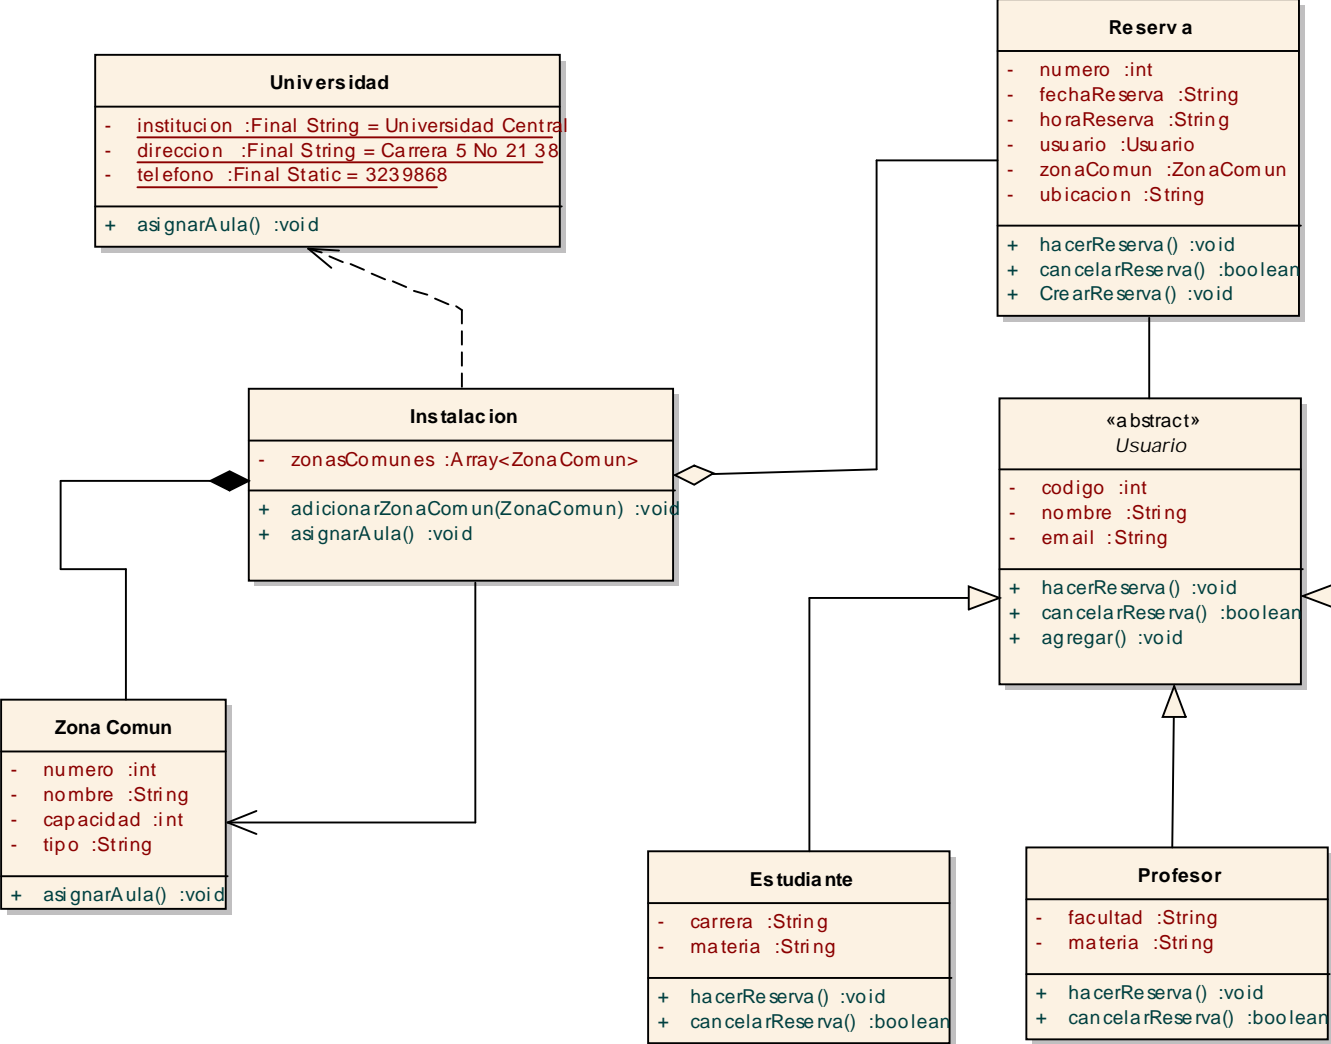 Universidad
- institucion :Final String = Universidad Central
- direccion :Final String = Carrera 5 No 21 38
- telefono :Final Static = 3239868
+ asignarAula() :void
Reserva
- numero :int
- fechaReserva :String
- horaReserva :String
- usuario :Usuario
- zonaComun :ZonaComun
- ubicacion :String
+ hacerReserva() :void
+ cancelarReserva() :boolean
+ CrearReserva() :void
Instalacion
- zonasComunes :Array<ZonaComun>
+ adicionarZonaComun(ZonaComun) :void
+ asignarAula() :void
«abstract»
Usuario
- codigo :int
- nombre :String
- email :String
+ hacerReserva() :void
+ cancelarReserva() :boolean
+ agregar() :void
Zona Comun
- numero :int
- nombre :String
- capacidad :int
- tipo :String
+ asignarAula() :void
Estudiante
- carrera :String
- materia :String
+ hacerReserva() :void
+ cancelarReserva() :boolean
Profesor
- facultad :String
- materia :String
+ hacerReserva() :void
+ cancelarReserva() :boolean